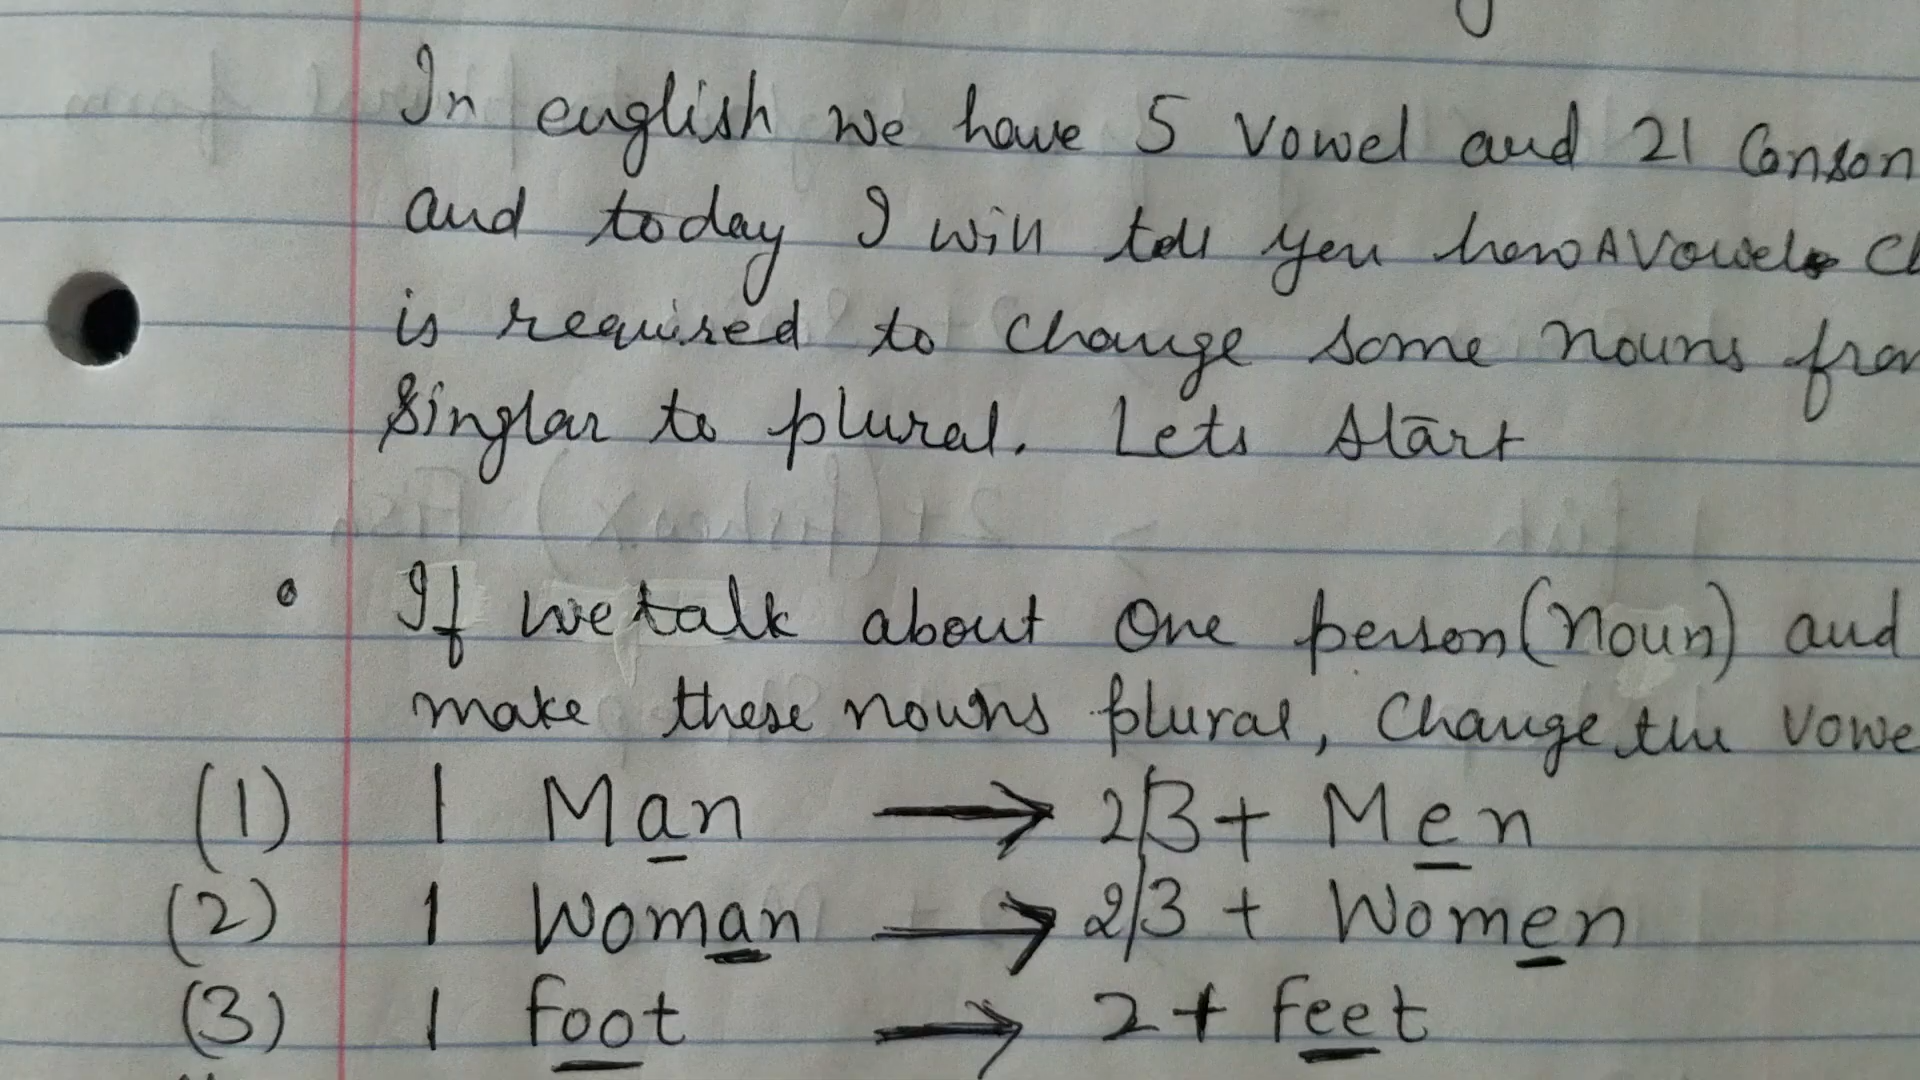 In english we have 5 Vowel and 21 Conson
and today I will tell you how A Vowel Ch
is required to change some nouns from
Singlar to plural. Lets start
• If we talk about One person (Noun) and
make these nouns plural, Change the Vowe
(1) 1 Man → 2/3 + Men
(2) 1 Woman → 2/3 + Women
(3) 1 foot → 2 + feet